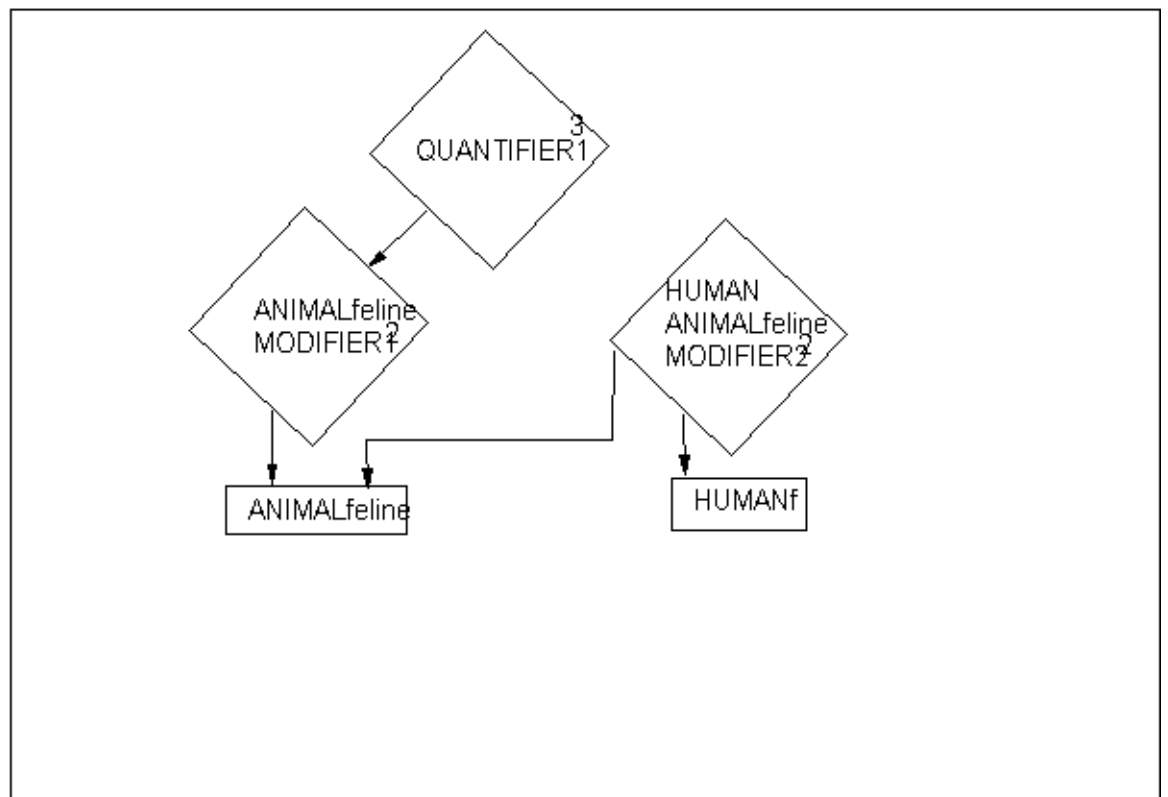 3
QUANTIFIER1
ANIMALfeline
MODIFIER1
2
HUMAN
ANIMALfeline
MODIFIER2
2
ANIMALfeline
HUMANf